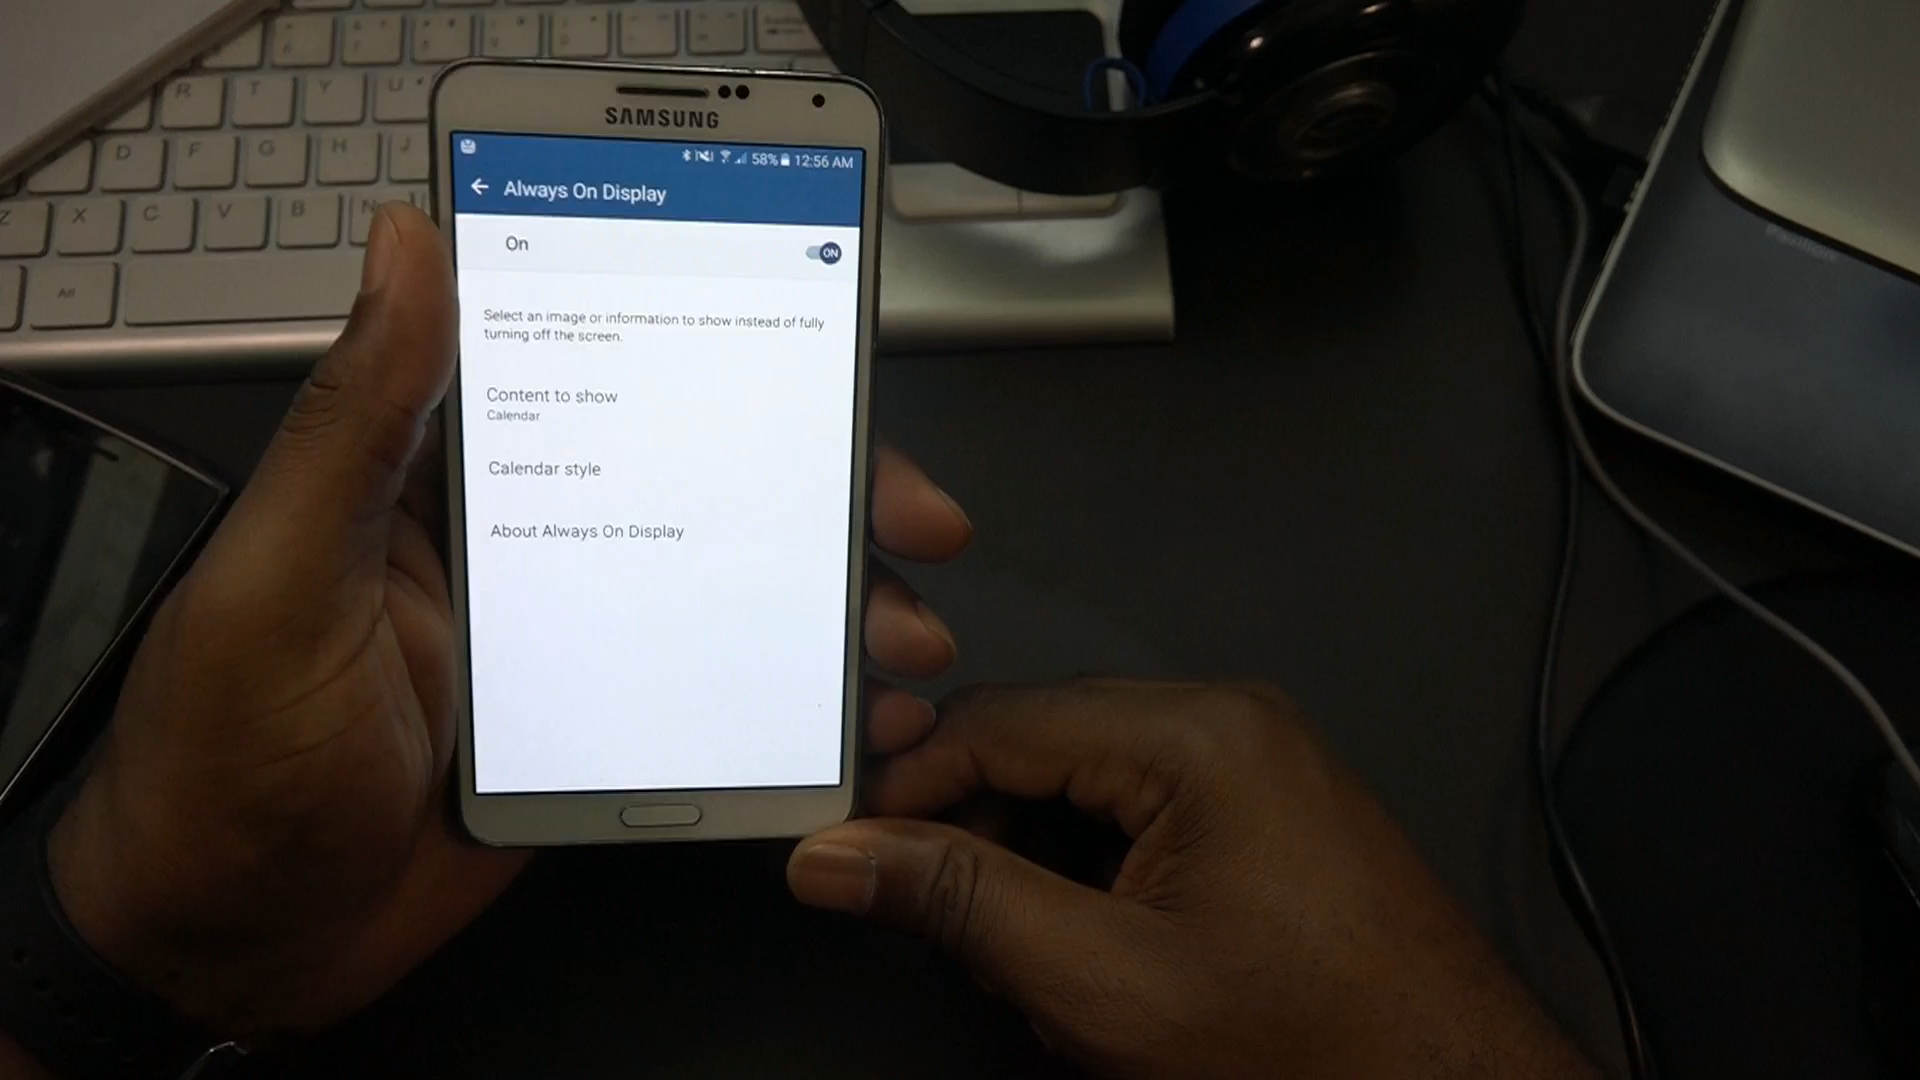 R T Y U
D F G H J
Z X C V B N
Alt
SAMSUNG
58% 12:56 AM
Always On Display
On
ON
Select an image or information to show instead of fully
turning off the screen.
Content to show
Calendar
Calendar style
About Always On Display